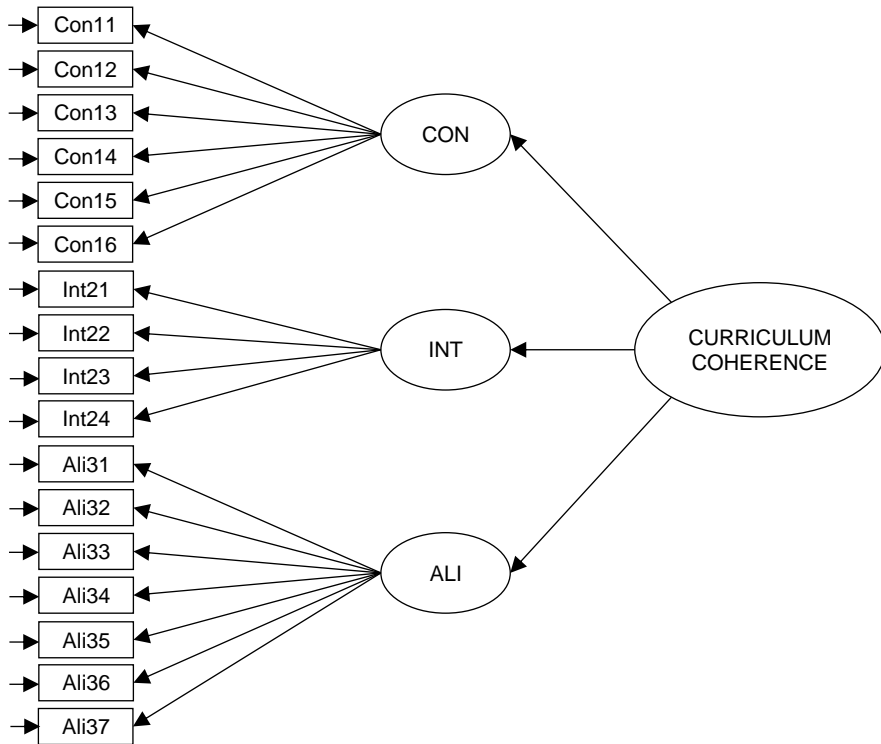 Con11
Con12
Con13
Con14
Con15
Con16
Int21
Int22
Int23
Int24
Ali31
Ali32
Ali33
Ali34
Ali35
Ali36
Ali37
CON
INT
ALI
CURRICULUM
COHERENCE